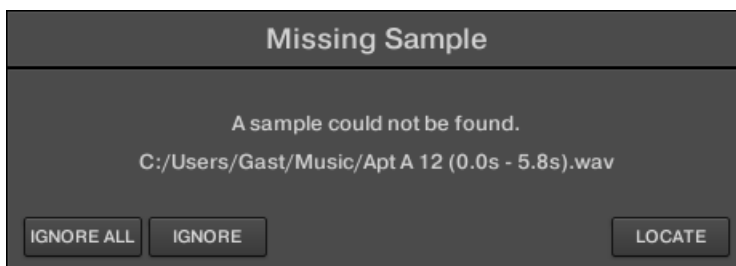 Missing Sample
A sample could not be found.
C:/Users/Gast/Music/Apt A 12 (0.0s - 5.8s).wav
IGNORE ALL IGNORE LOCATE